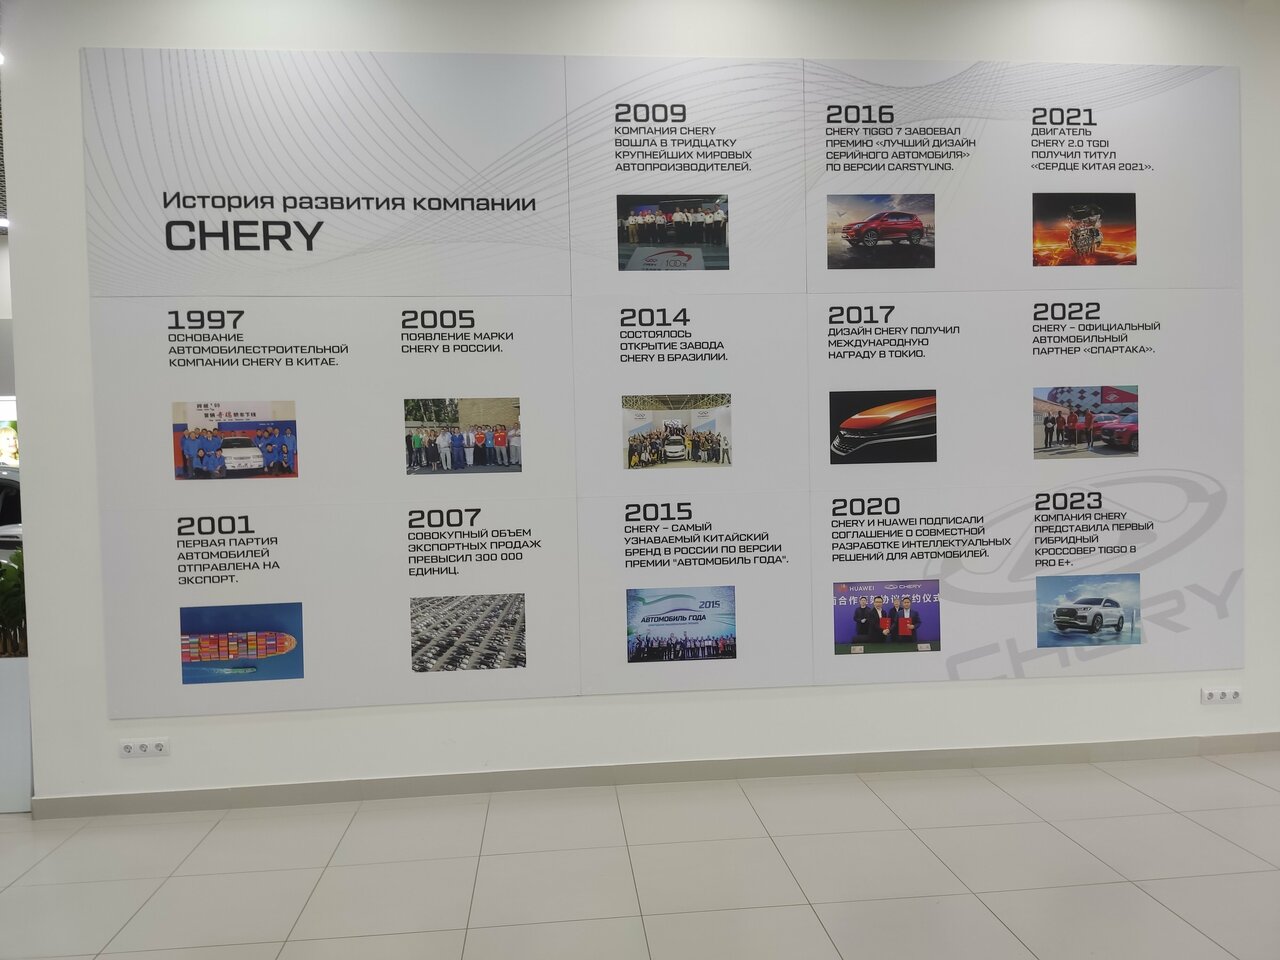 История развития компании
CHERY
1997
ОСНОВАНИЕ
АВТОМОБИЛЕСТРОИТЕЛЬНОЙ
КОМПАНИИ CHERY В КИТАЕ.
2001
ПЕРВАЯ ПАРТИЯ
АВТОМОБИЛЕЙ
ОТПРАВЛЕНА НА
ЭКСПОРТ.
2005
ПОЯВЛЕНИЕ МАРКИ
CHERY В РОССИИ.
2007
СОВОКУПНЫЙ ОБЪЕМ
ЭКСПОРТНЫХ ПРОДАЖ
ПРЕВЫСИЛ 300 000
ЕДИНИЦ.
2009
КОМПАНИЯ CHERY
ВОШЛА В ТРИДЦАТКУ
КРУПНЕЙШИХ МИРОВЫХ
АВТОПРОИЗВОДИТЕЛЕЙ.
2014
СОСТОЯЛОСЬ
ОТКРЫТИЕ ЗАВОДА
CHERY В БРАЗИЛИИ.
2015
CHERY – САМЫЙ
УЗНАВАЕМЫЙ КИТАЙСКИЙ
БРЕНД В РОССИИ ПО ВЕРСИИ
ПРЕМИИ "АВТОМОБИЛЬ ГОДА".
2015
АВТОМОБИЛЬ ГОДА
2016
CHERY TIGGO 7 ЗАВОЕВАЛ
ПРЕМИЮ «ЛУЧШИЙ ДИЗАЙН
СЕРИЙНОГО АВТОМОБИЛЯ»
ПО ВЕРСИИ CARSTYLING.
2017
ДИЗАЙН CHERY ПОЛУЧИЛ
МЕЖДУНАРОДНУЮ
НАГРАДУ В ТОКИО.
2020
CHERY И HUAWEI ПОДПИСАЛИ
СОГЛАШЕНИЕ О СОВМЕСТНОЙ
РАЗРАБОТКЕ ИНТЕЛЛЕКТУАЛЬНЫХ
РЕШЕНИЙ ДЛЯ АВТОМОБИЛЕЙ.
HUAWEI CHERY
2021
ДВИГАТЕЛЬ
CHERY 2.0 TGDI
ПОЛУЧИЛ ТИТУЛ
«СЕРДЦЕ КИТАЯ 2021».
2022
CHERY – ОФИЦИАЛЬНЫЙ
АВТОМОБИЛЬНЫЙ
ПАРТНЕР «СПАРТАКА».
2023
КОМПАНИЯ CHERY
ПРЕДСТАВИЛА ПЕРВЫЙ
ГИБРИДНЫЙ
КРОССОВЕР TIGGO 8
PRO E+.
CHERY